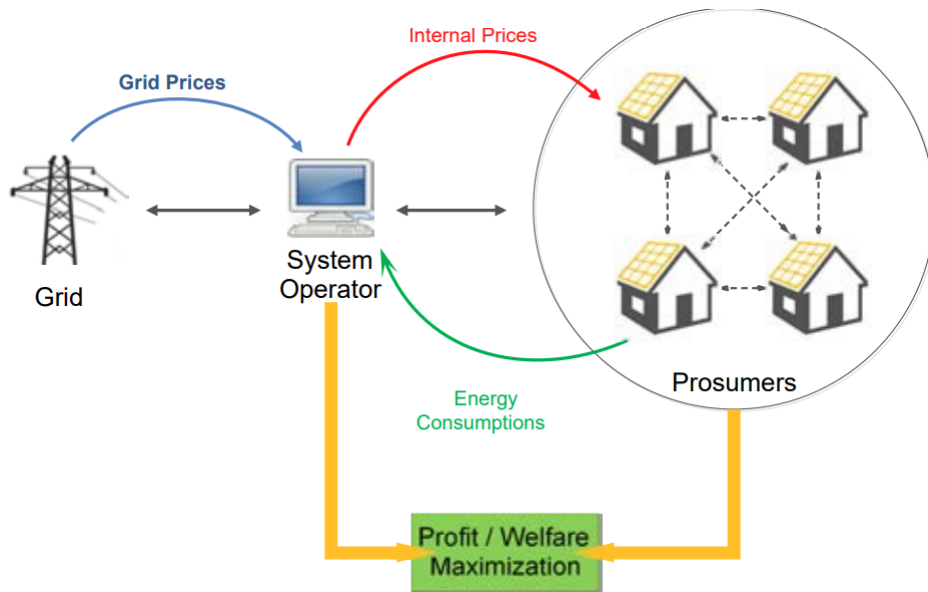 Internal Prices
Grid Prices
System
Operator
Grid
Prosumers
Energy
Consumptions
Profit / Welfare
Maximization